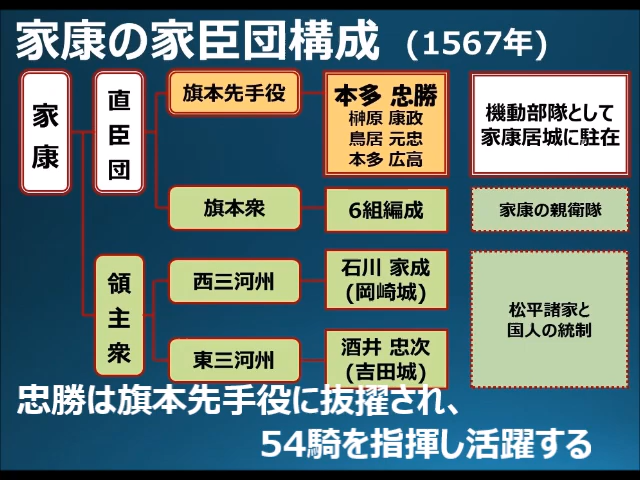 家康の家臣団構成 (1567年)
家康
直臣団
旗本先手役
本多 忠勝
榊原 康政
鳥居 元忠
本多 広高
機動部隊として
家康居城に駐在
旗本衆
6組編成
家康の親衛隊
領主衆
西三河州
石川 家成
(岡崎城)
松平諸家と
国人の統制
東三河州
酒井 忠次
(吉田城)
忠勝は旗本先手役に抜擢され、
54騎を指揮し活躍する